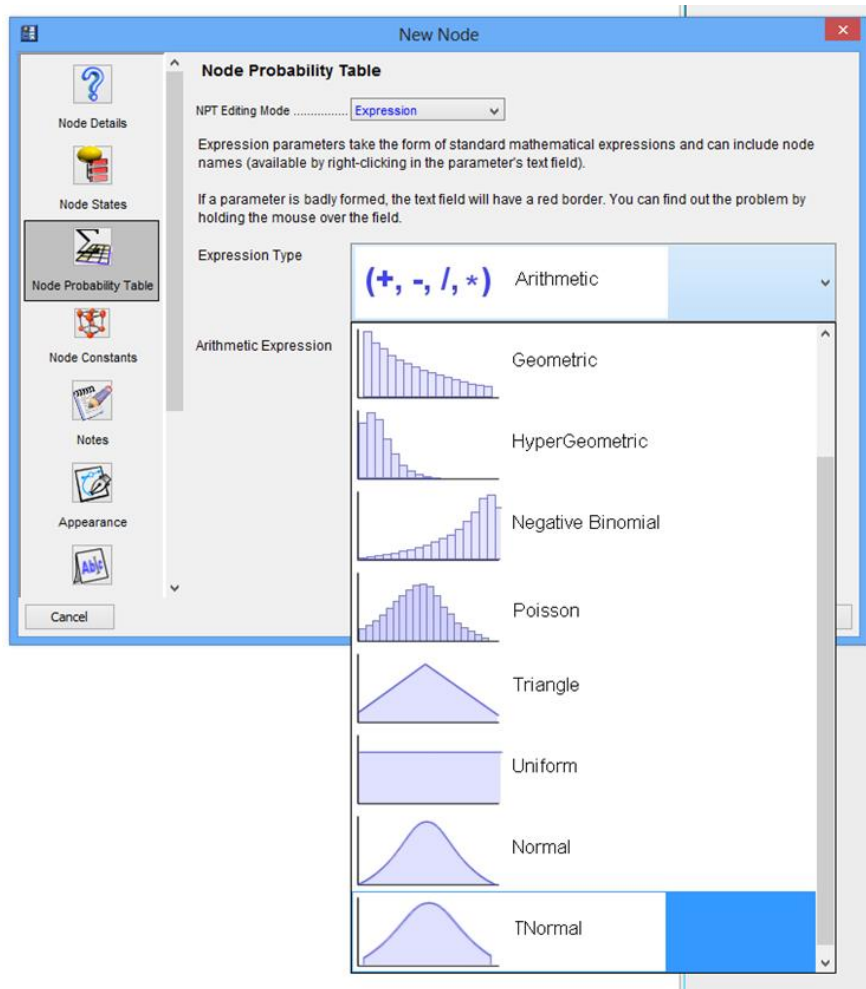 New Node
Node Details
Node States
Node Probability Table
Node Constants
Notes
Appearance
Abc
Cancel
Node Probability Table
NPT Editing Mode ................ Expression
Expression parameters take the form of standard mathematical expressions and can include node
names (available by right-clicking in the parameter's text field).
If a parameter is badly formed, the text field will have a red border. You can find out the problem by
holding the mouse over the field.
Expression Type
(+, -, /, *) Arithmetic
Arithmetic Expression
Geometric
HyperGeometric
Negative Binomial
Poisson
Triangle
Uniform
Normal
TNormal